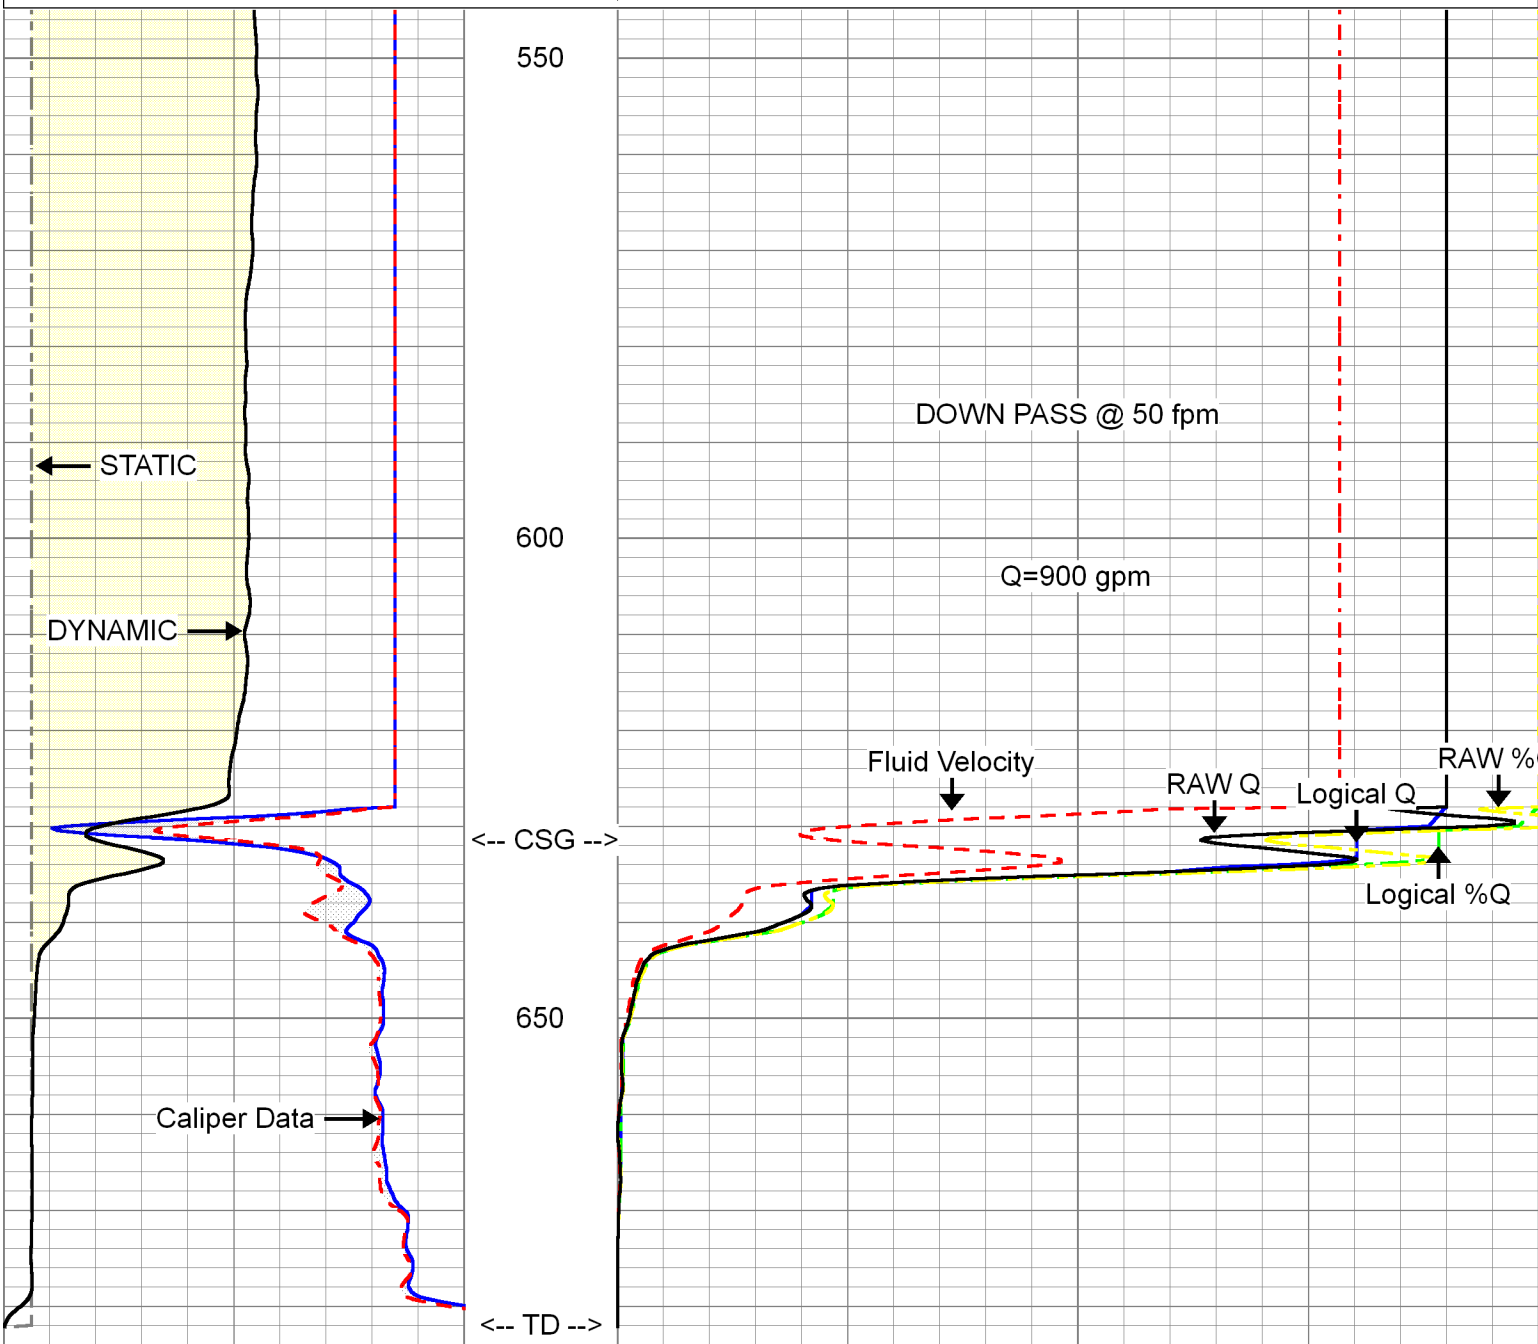 550
DOWN PASS @ 50 fpm
<-- STATIC
600
Q=900 gpm
DYNAMIC
Fluid Velocity
RAW %
RAW Q
Logical Q
<-- CSG -->
Logical %Q
650
Caliper Data
<-- TD -->